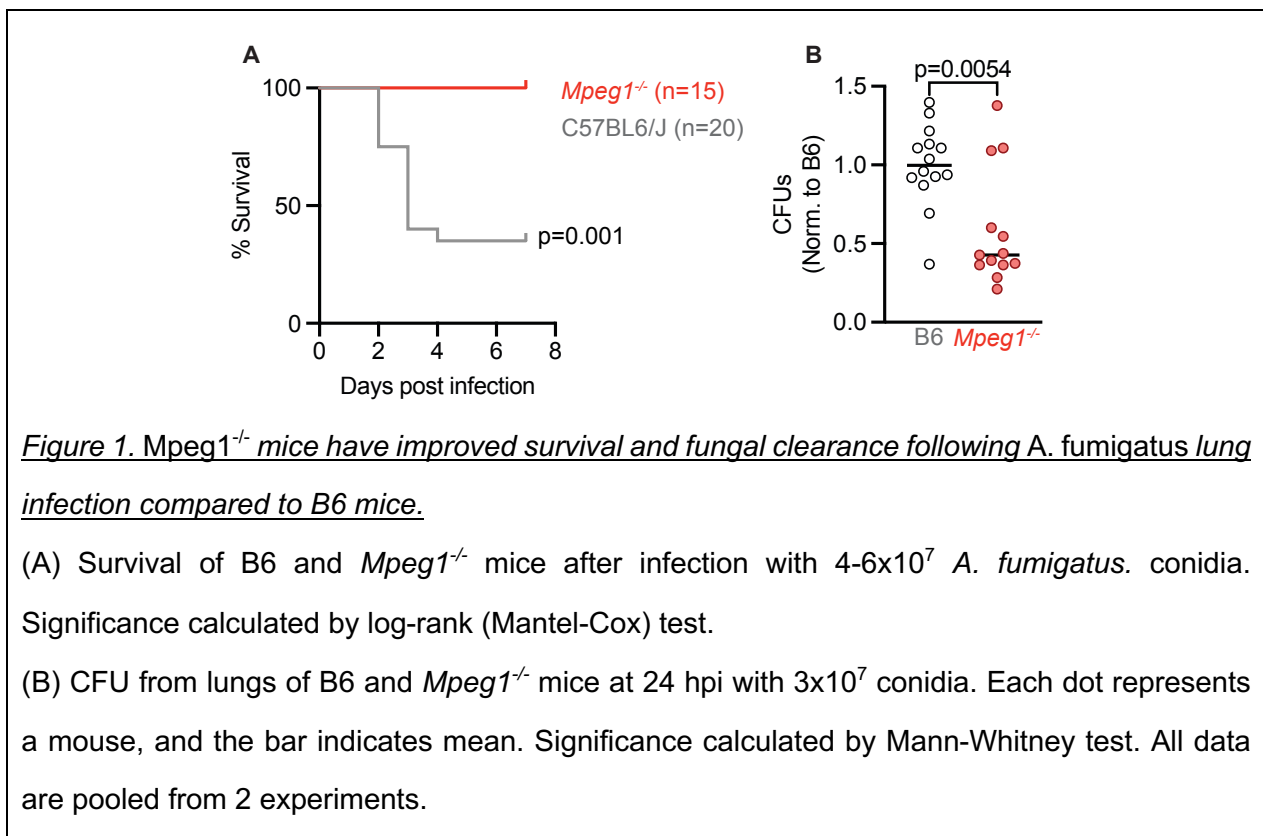 A
B
p=0.0054
100
50
0
% Survival
Mpeg1-/- (n=15)
C57BL6/J (n=20)
p=0.001
0 2 4 6 8
Days post infection
1.5
1.0
0.5
0.0
CFUs
(Norm. to B6)
B6 Mpeg1-/-
Figure 1. Mpeg1-/- mice have improved survival and fungal clearance following A. fumigatus lung
infection compared to B6 mice.
(A) Survival of B6 and Mpeg1-/- mice after infection with 4-6x10⁷ A. fumigatus. conidia.
Significance calculated by log-rank (Mantel-Cox) test.
(B) CFU from lungs of B6 and Mpeg1-/- mice at 24 hpi with 3x10⁷ conidia. Each dot represents
a mouse, and the bar indicates mean. Significance calculated by Mann-Whitney test. All data
are pooled from 2 experiments.